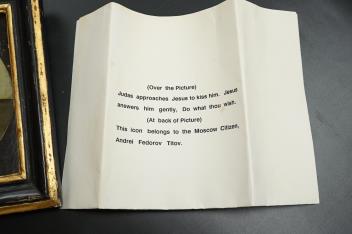 (Over the Picture)
Judas approaches Jesus to kiss him. Jesus
answers him gently, Do what thou wish.
(At back of Picture)
This icon belongs to the Moscow Citizen,
Andrei Fedorov Titov.